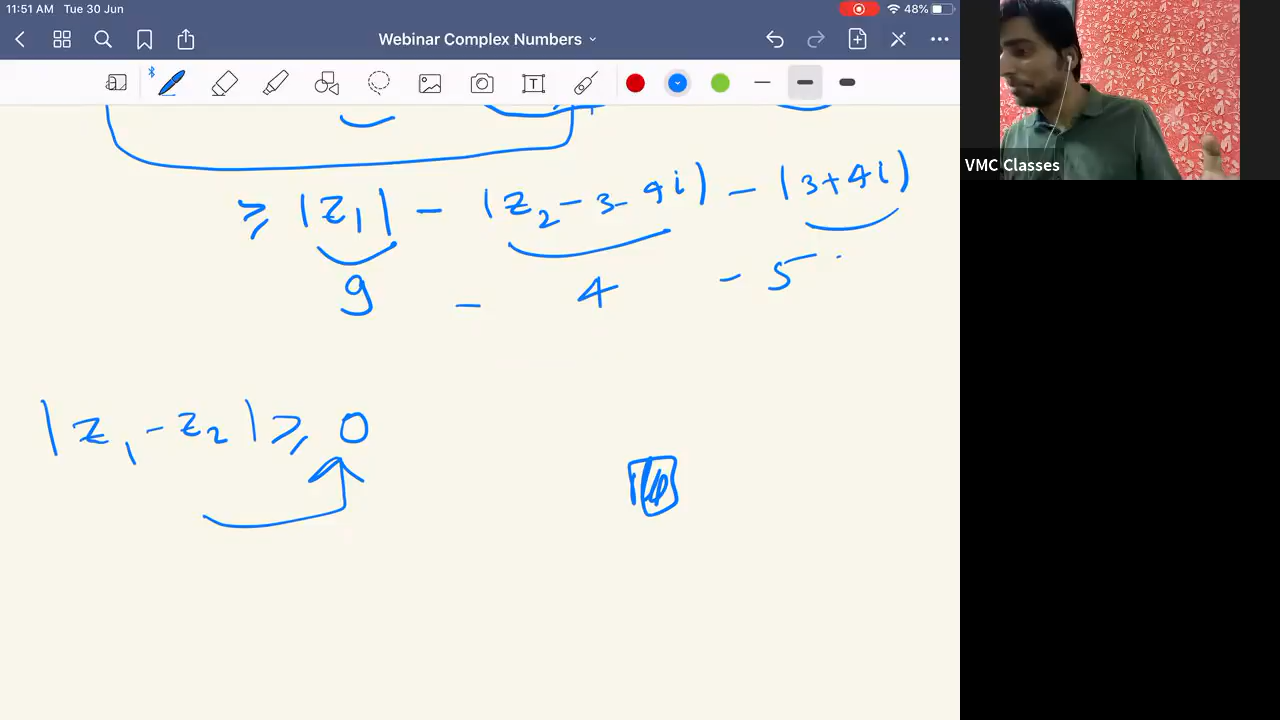 11:51 AM Tue 30 Jun
48%
Webinar Complex Numbers
VMC Classes
≥ |z₁| - |z₂ - 3 - 4i| - |3+4i|
9 - 4 - 5
|z₁ - z₂| ≥ 0